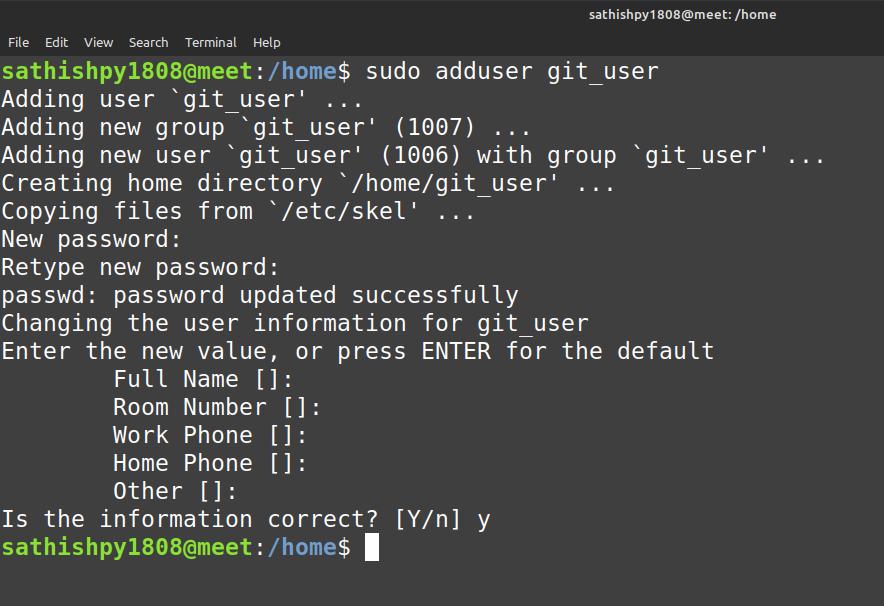 sathishpy1808@meet: /home
File Edit View Search Terminal Help
sathishpy1808@meet:/home$ sudo adduser git_user
Adding user `git_user' ...
Adding new group `git_user' (1007) ...
Adding new user `git_user' (1006) with group `git_user' ...
Creating home directory `/home/git_user' ...
Copying files from `/etc/skel' ...
New password:
Retype new password:
passwd: password updated successfully
Changing the user information for git_user
Enter the new value, or press ENTER for the default
        Full Name []:
        Room Number []:
        Work Phone []:
        Home Phone []:
        Other []:
Is the information correct? [Y/n] y
sathishpy1808@meet:/home$